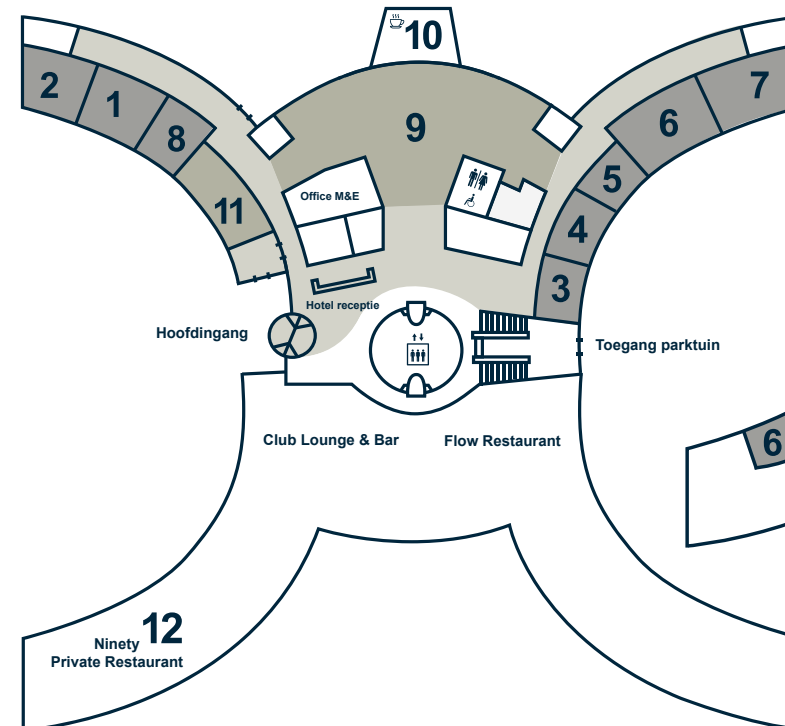 10
2
1
8
9
6
7
5
11
Office M&E
4
3
Hotel receptie
Hoofdingang
Toegang parktuin
Club Lounge & Bar
Flow Restaurant
6
12
Ninety
Private Restaurant